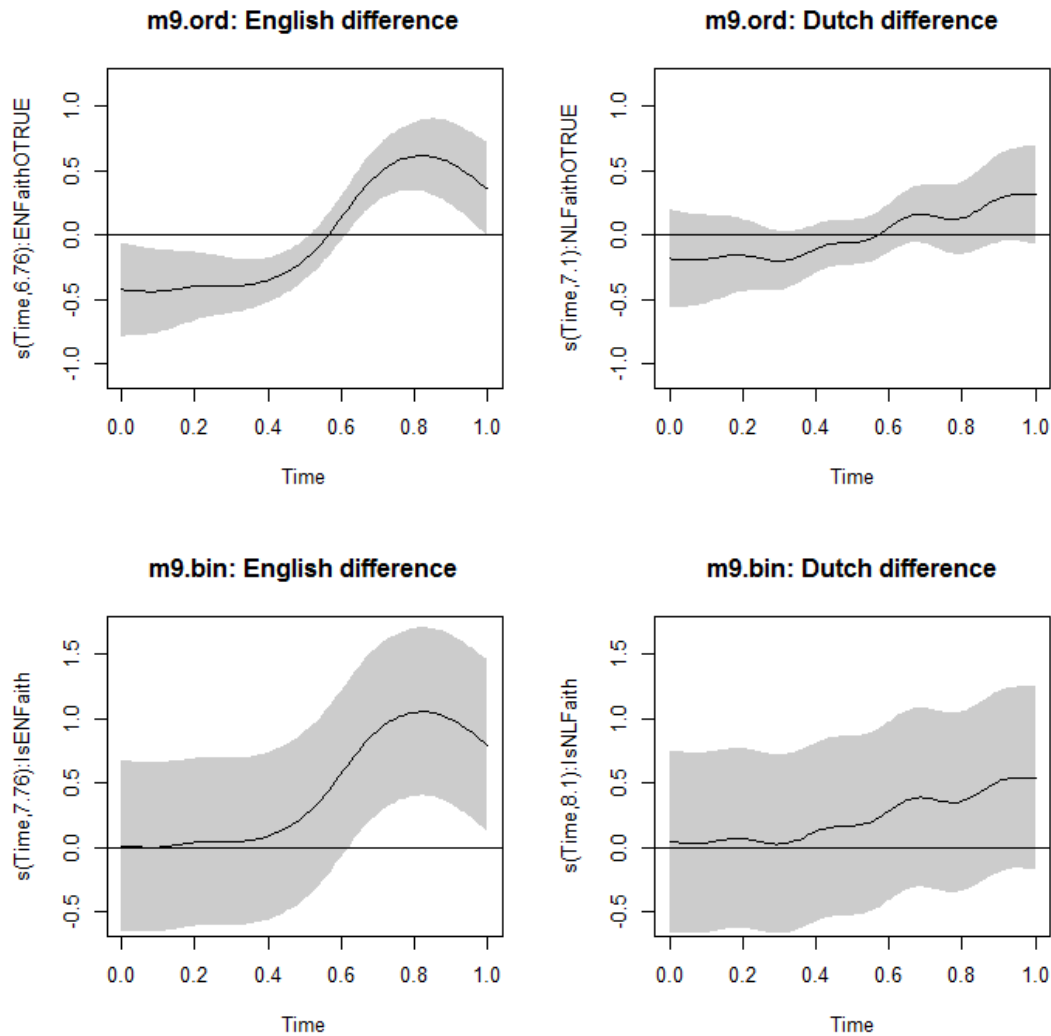 m9.ord: English difference
s(Time,6.76):ENFaithOTRUE
1.0
0.5
0.0
-0.5
-1.0
0.0 0.2 0.4 0.6 0.8 1.0
Time
m9.ord: Dutch difference
s(Time,7.1):NLFaithOTRUE
1.0
0.5
0.0
-0.5
-1.0
0.0 0.2 0.4 0.6 0.8 1.0
Time
m9.bin: English difference
s(Time,7.76):IsENFaith
1.5
1.0
0.5
0.0
-0.5
0.0 0.2 0.4 0.6 0.8 1.0
Time
m9.bin: Dutch difference
s(Time,8.1):IsNLFaith
1.5
1.0
0.5
0.0
-0.5
0.0 0.2 0.4 0.6 0.8 1.0
Time